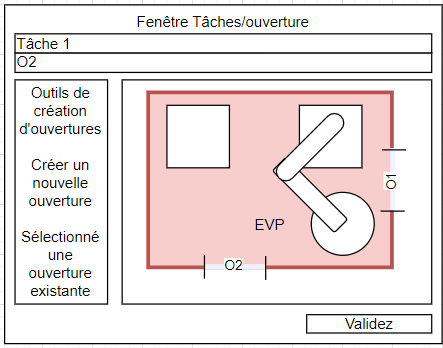 Fenêtre Tâches/ouverture
Tâche 1
O2
Outils de
création
d'ouvertures
Créer un
nouvelle
ouverture
Sélectionné
une
ouverture
existante
O1
EVP
O2
Validez